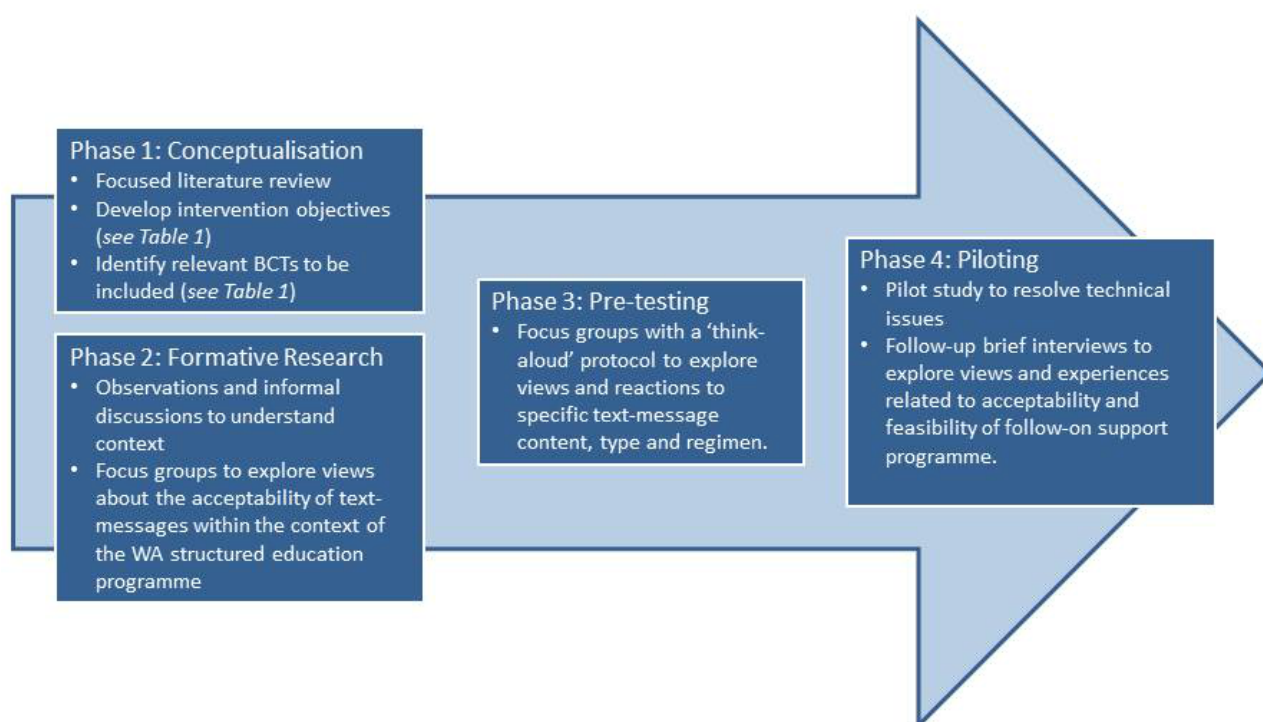 Phase 1: Conceptualisation
• Focused literature review
• Develop intervention objectives
(see Table 1)
• Identify relevant BCTs to be
included (see Table 1)
Phase 2: Formative Research
• Observations and informal
discussions to understand
context
• Focus groups to explore views
about the acceptability of text-
messages within the context of
the WA structured education
programme
Phase 3: Pre-testing
• Focus groups with a ‘think-
aloud’ protocol to explore
views and reactions to
specific text-message
content, type and regimen.
Phase 4: Piloting
• Pilot study to resolve technical
issues
• Follow-up brief interviews to
explore views and experiences
related to acceptability and
feasibility of follow-on support
programme.